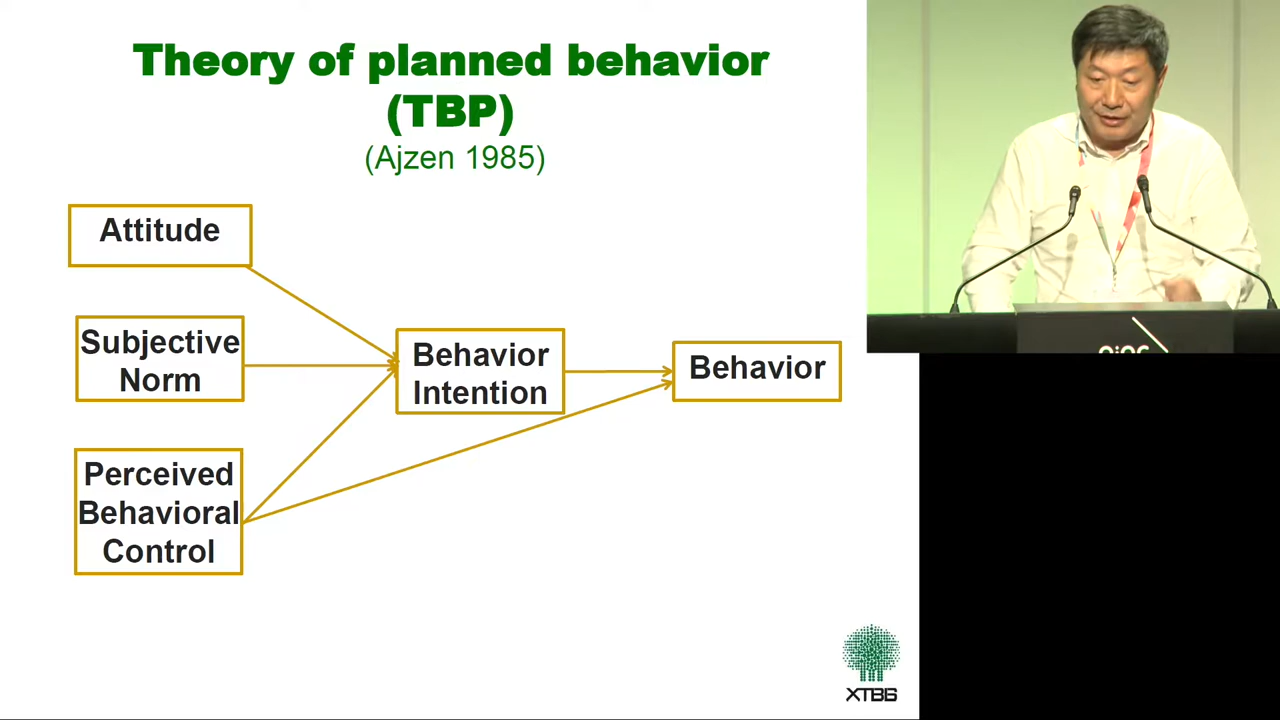 Theory of planned behavior
(TBP)
(Ajzen 1985)
Attitude
Subjective
Norm
Behavior
Intention
Behavior
Perceived
Behavioral
Control
XTBG